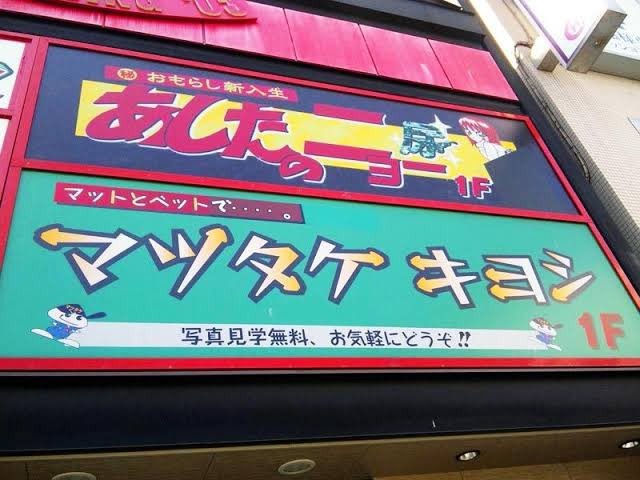 ㊙ おもらし新入生
あしたのニョー
1F
マットとペットで‥‥。
マツタケ キヨシ
写真見学無料、お気軽にどうぞ!!
1F